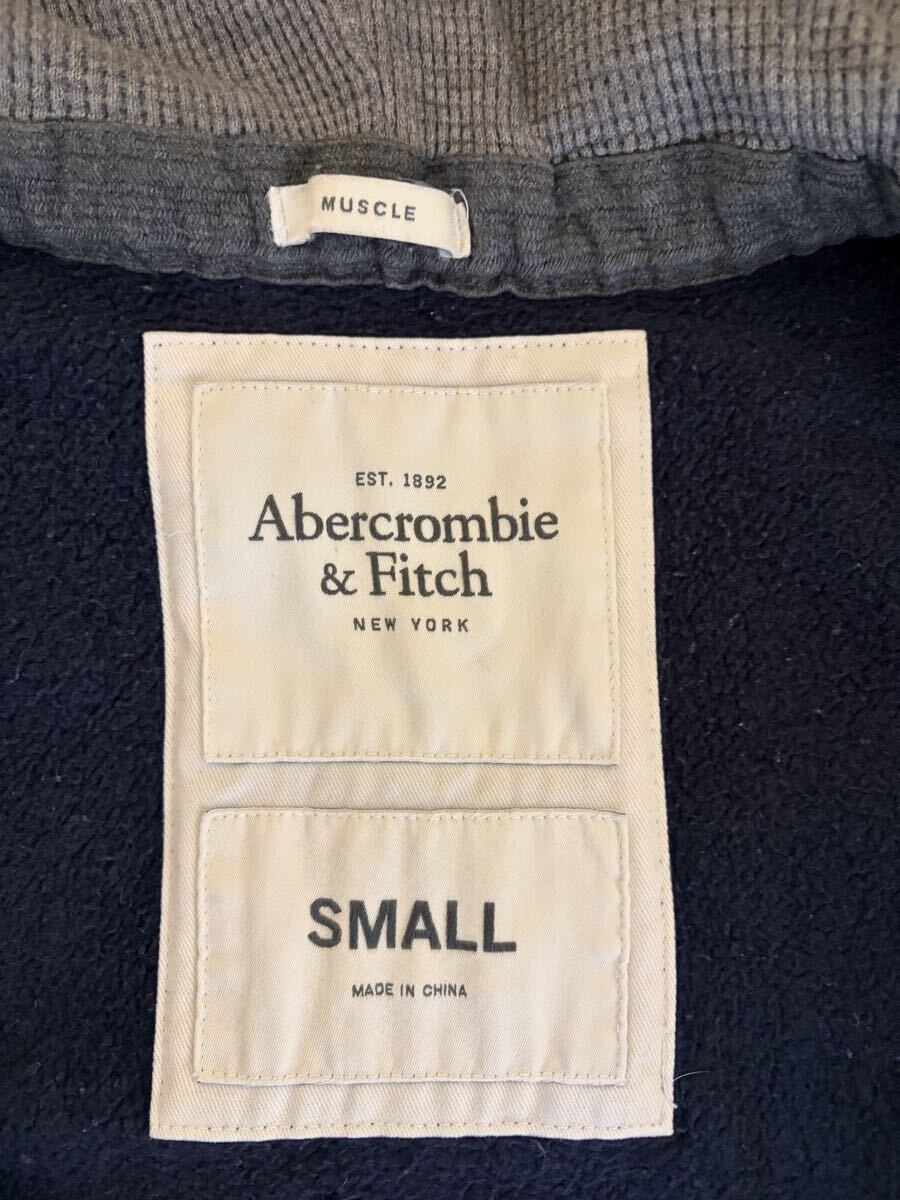 MUSCLE
EST. 1892
Abercrombie
& Fitch
NEW YORK
SMALL
MADE IN CHINA